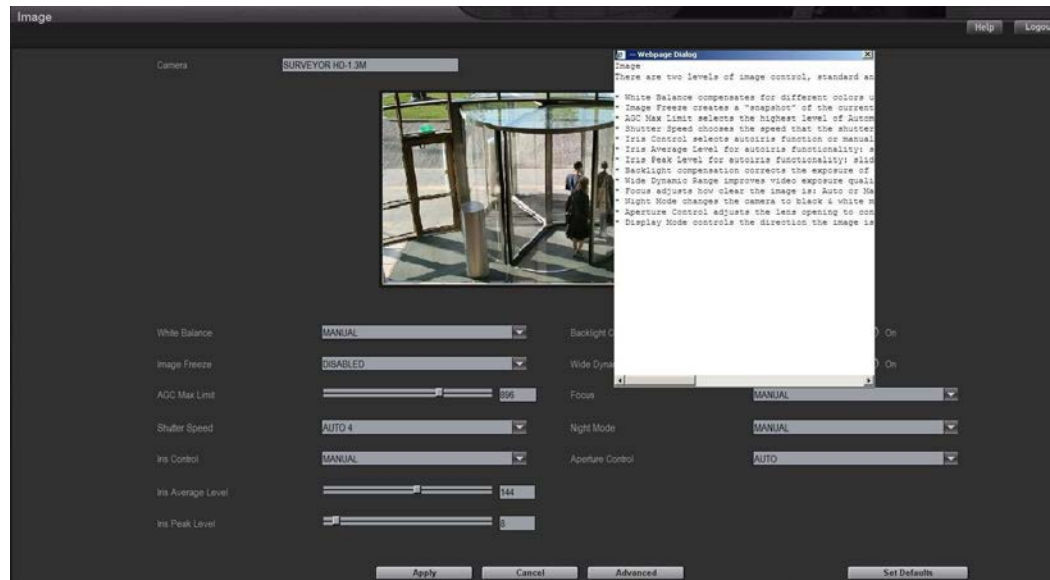 Image
Help Logou
Camera SURVEYOR HD-1.3M
Webpage Dialog
Image
There are two levels of image control, standard an
* White Balance compensates for different colors u
* Image Freeze creates a "snapshot" of the current
* AGC Max Limit selects the highest level of Autom
* Shutter Speed chooses the speed that the shutter
* Iris Control selects autoiris function or manual
* Iris Average Level for autoiris functionality: s
* Iris Peak Level for autoiris functionality: slid
* Backlight compensation corrects the exposure of
* Wide Dynamic Range improves video exposure quali
* Focus adjusts how clear the image is: Auto or Ma
* Night Mode changes the camera to black & white m
* Aperture Control adjusts the lens opening to con
* Display Mode controls the direction the image is
White Balance MANUAL Backlight C On
Image Freeze DISABLED Wide Dyna On
AGC Max Limit 896 Focus MANUAL
Shutter Speed AUTO 4 Night Mode MANUAL
Iris Control MANUAL Aperture Control AUTO
Iris Average Level 144
Iris Peak Level 8
Apply Cancel Advanced Set Defaults